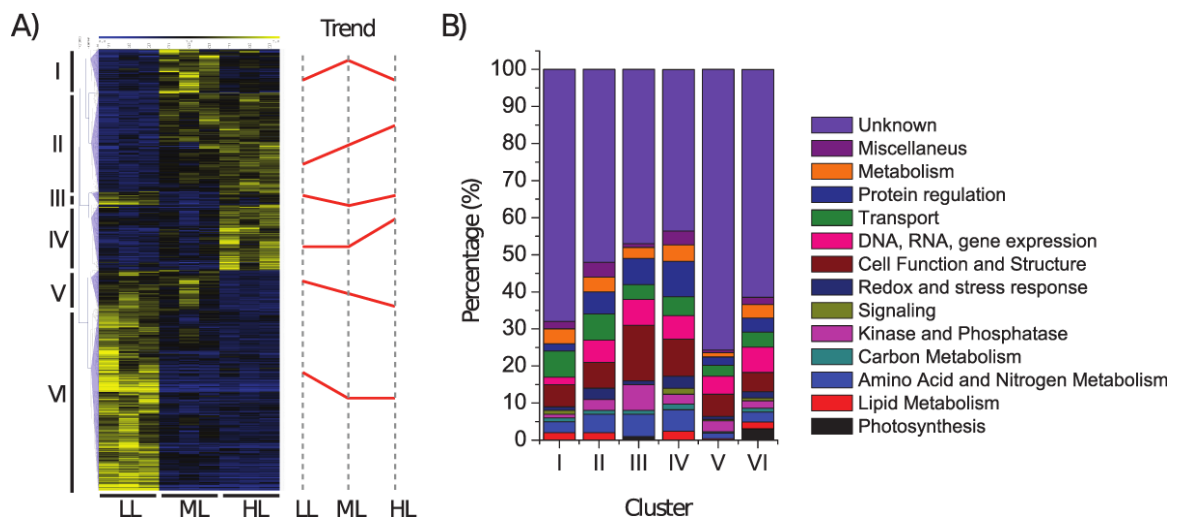 A)
Trend
I
II
III
IV
V
VI
LL ML HL
LL ML HL
B)
Percentage (%)
100
90
80
70
60
50
40
30
20
10
0
I II III IV V VI
Cluster
Unknown
Miscellaneus
Metabolism
Protein regulation
Transport
DNA, RNA, gene expression
Cell Function and Structure
Redox and stress response
Signaling
Kinase and Phosphatase
Carbon Metabolism
Amino Acid and Nitrogen Metabolism
Lipid Metabolism
Photosynthesis